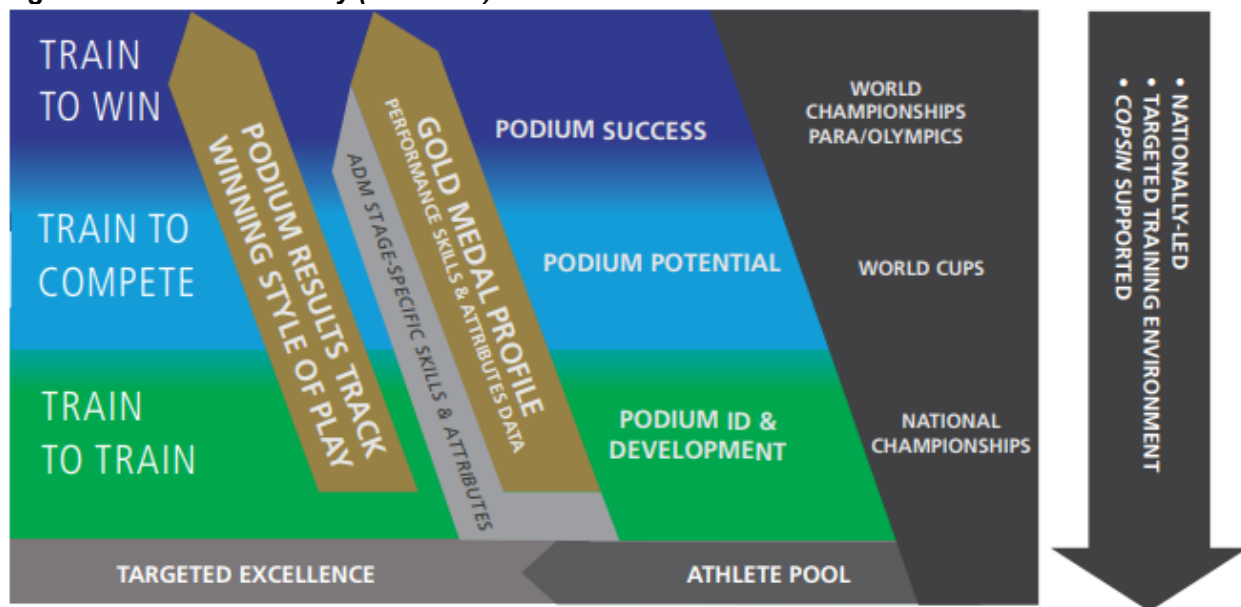 TRAIN
TO WIN
PODIUM RESULTS TRACK
WINNING STYLE OF PLAY
GOLD MEDAL PROFILE
PERFORMANCE SKILLS & ATTRIBUTES DATA
ADM STAGE-SPECIFIC SKILLS & ATTRIBUTES
PODIUM SUCCESS
WORLD
CHAMPIONSHIPS
PARA/OLYMPICS
TRAIN TO
COMPETE
PODIUM POTENTIAL
WORLD CUPS
TRAIN
TO TRAIN
PODIUM ID &
DEVELOPMENT
NATIONAL
CHAMPIONSHIPS
TARGETED EXCELLENCE
ATHLETE POOL
• NATIONALLY-LED
• TARGETED TRAINING ENVIRONMENT
• COPSIN SUPPORTED